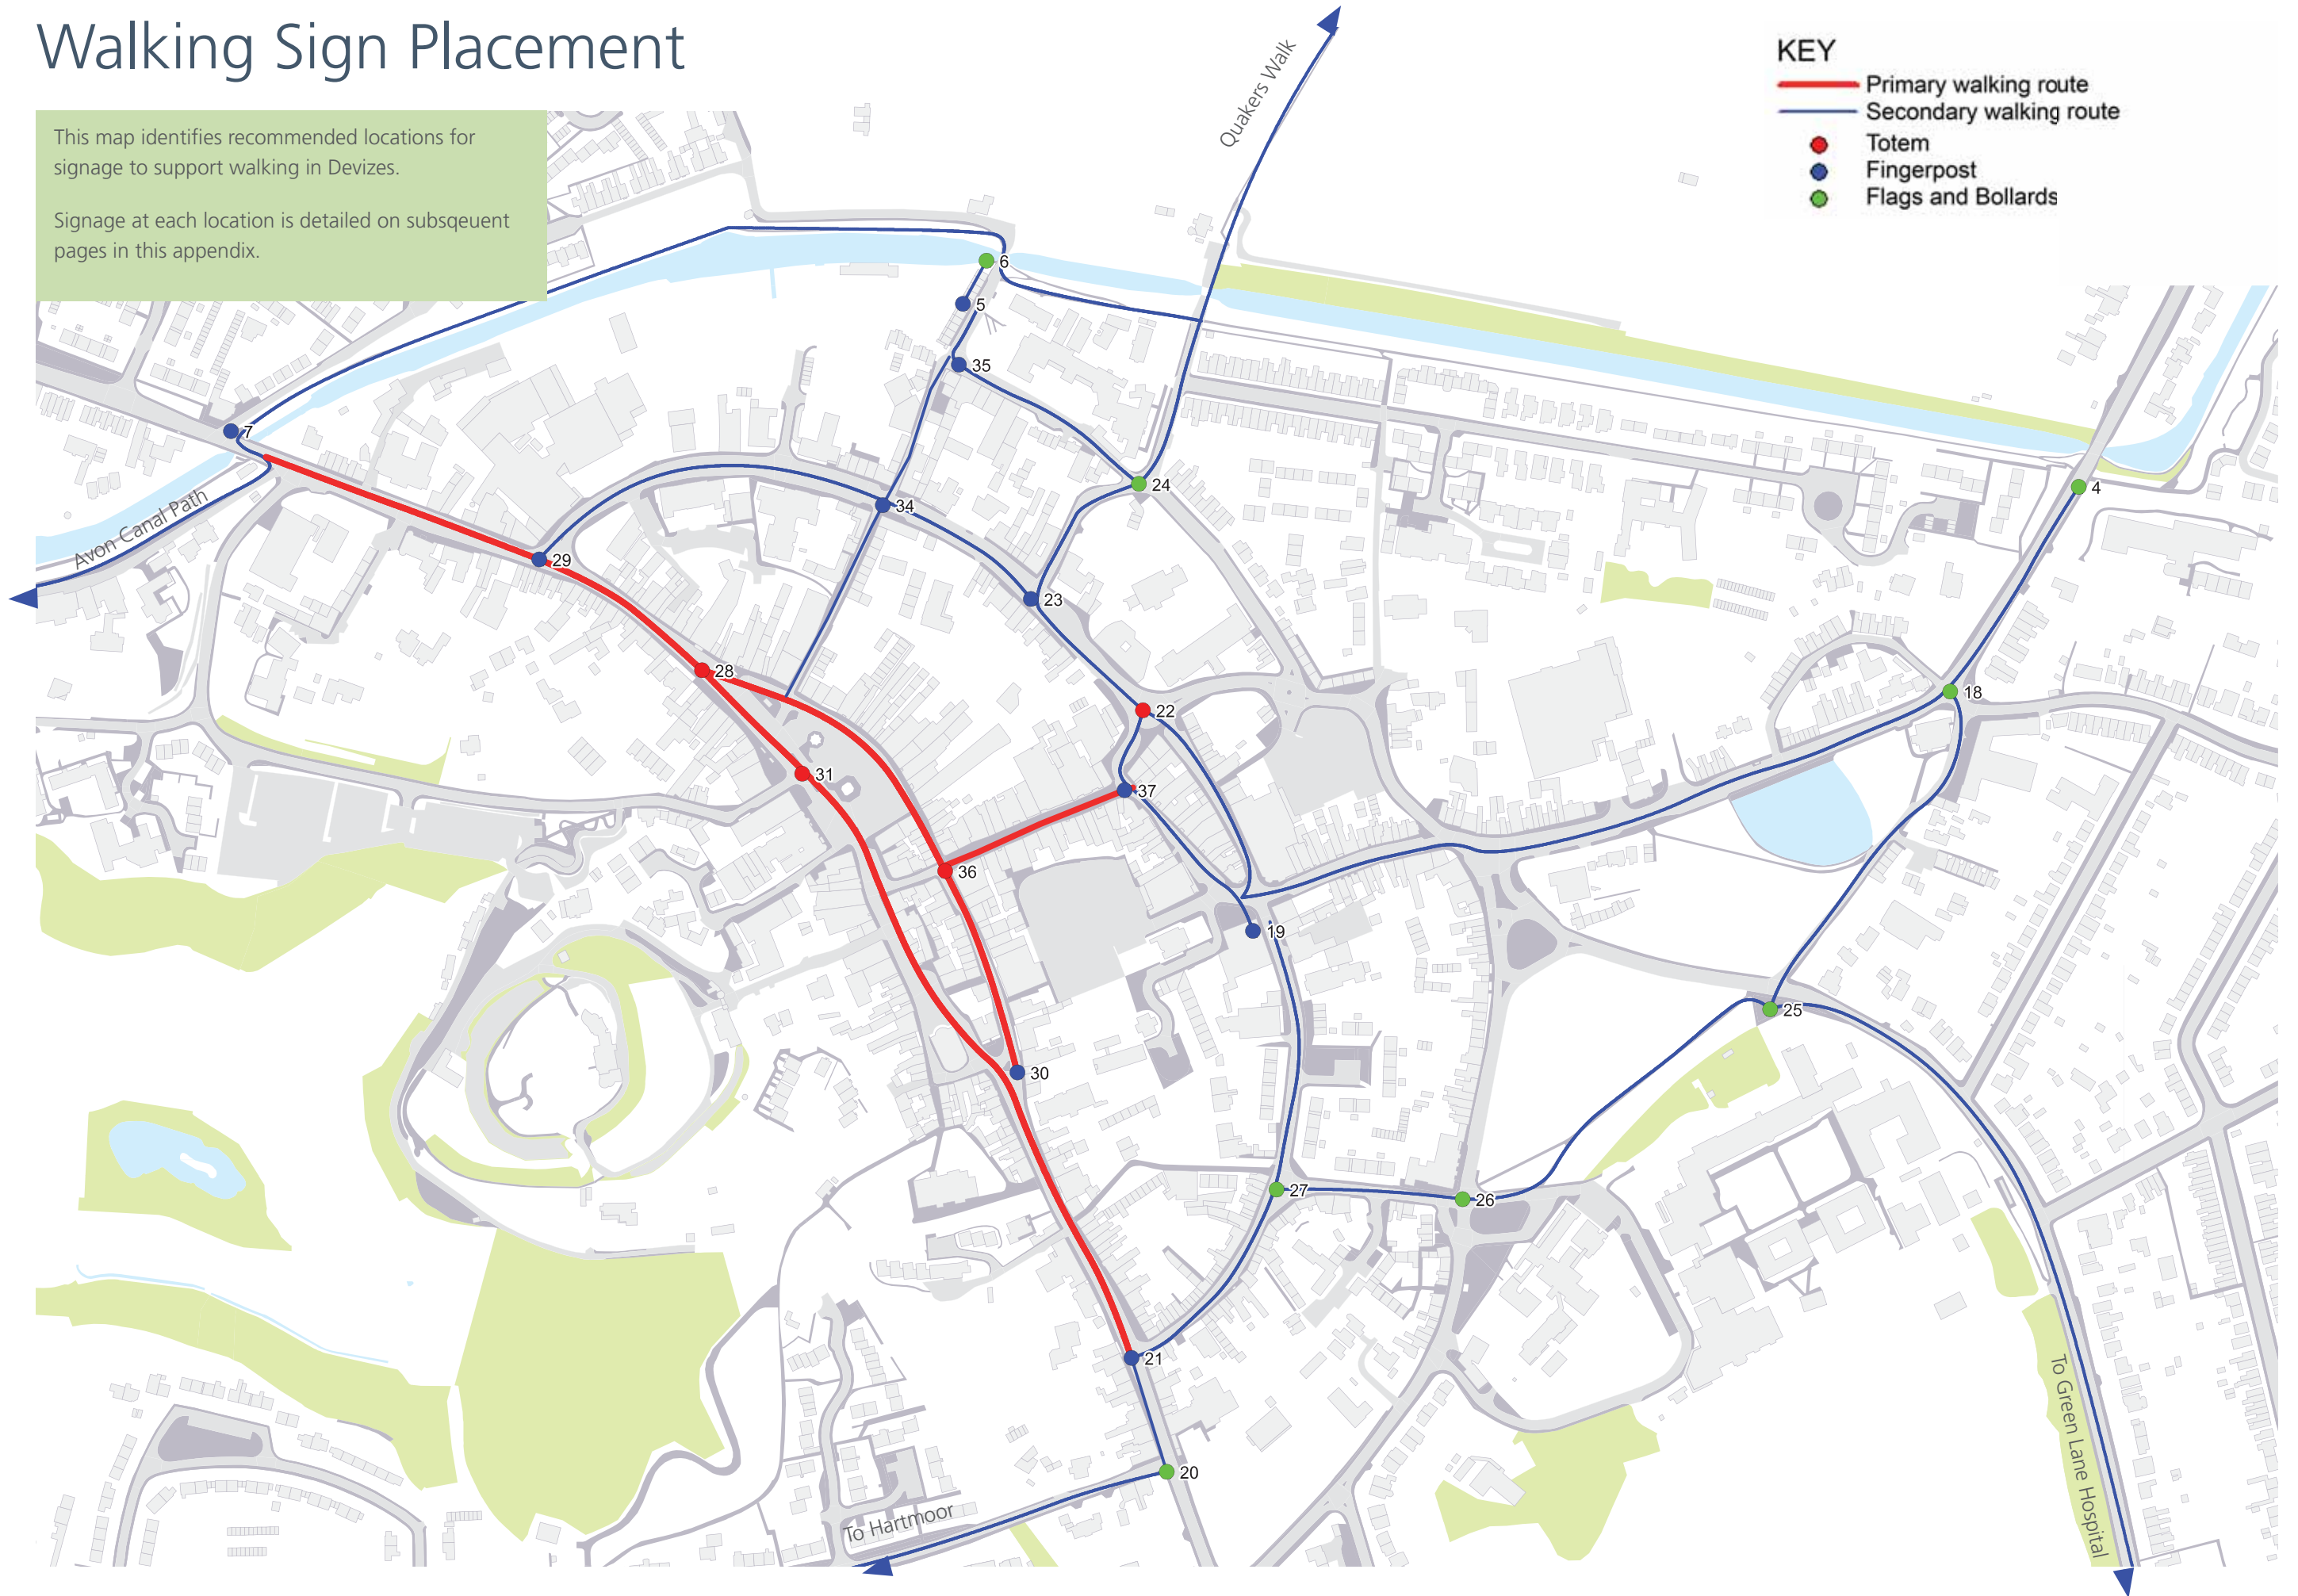 Walking Sign Placement
This map identifies recommended locations for
signage to support walking in Devizes.
Signage at each location is detailed on subsqeuent
pages in this appendix.
KEY
Primary walking route
Secondary walking route
Totem
Fingerpost
Flags and Bollards
Quakers Walk
6
5
35
7
24
4
34
Avon Canal Path
29
23
28
18
22
31
37
36
19
25
30
27
26
21
To Green Lane Hospital
20
To Hartmoor